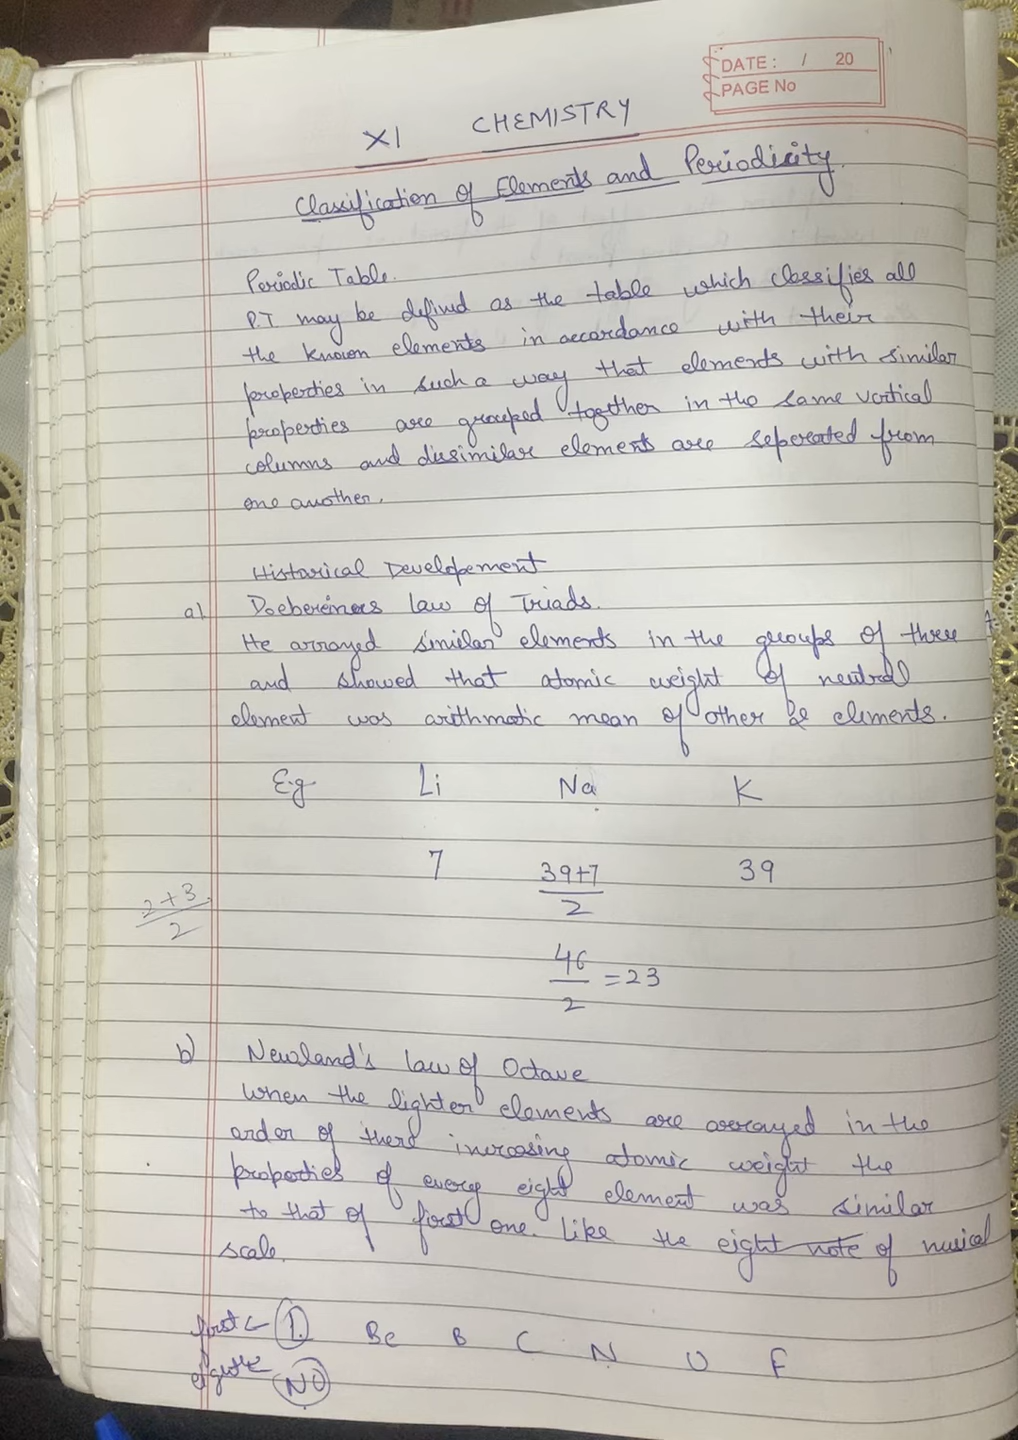 DATE: / 20
PAGE No
XI CHEMISTRY
Classification of Elements and Periodicity.
Periodic Table.
P.T may be defined as the table which classifies all
the known elements in accordance with their
properties in such a way that elements with similar
properties are grouped together in the same vertical
columns and dissimilar elements are seperated from
one another.
Historical Developement
a) Doebereiners law of Triads.
He arrayed similar elements in the groups of three
and showed that atomic weight of neutral
element was arithmatic mean of other elements.
E.g Li Na K
7 39+7/2 39
2+3/2
46/2 = 23
b) Newland's law of Octave
When the lighter elements are arrayed in the
order of there increasing atomic weight the
properties of every eight element was similar
to that of first one. Like the eight note of musical
scale.
first Be B C N O F